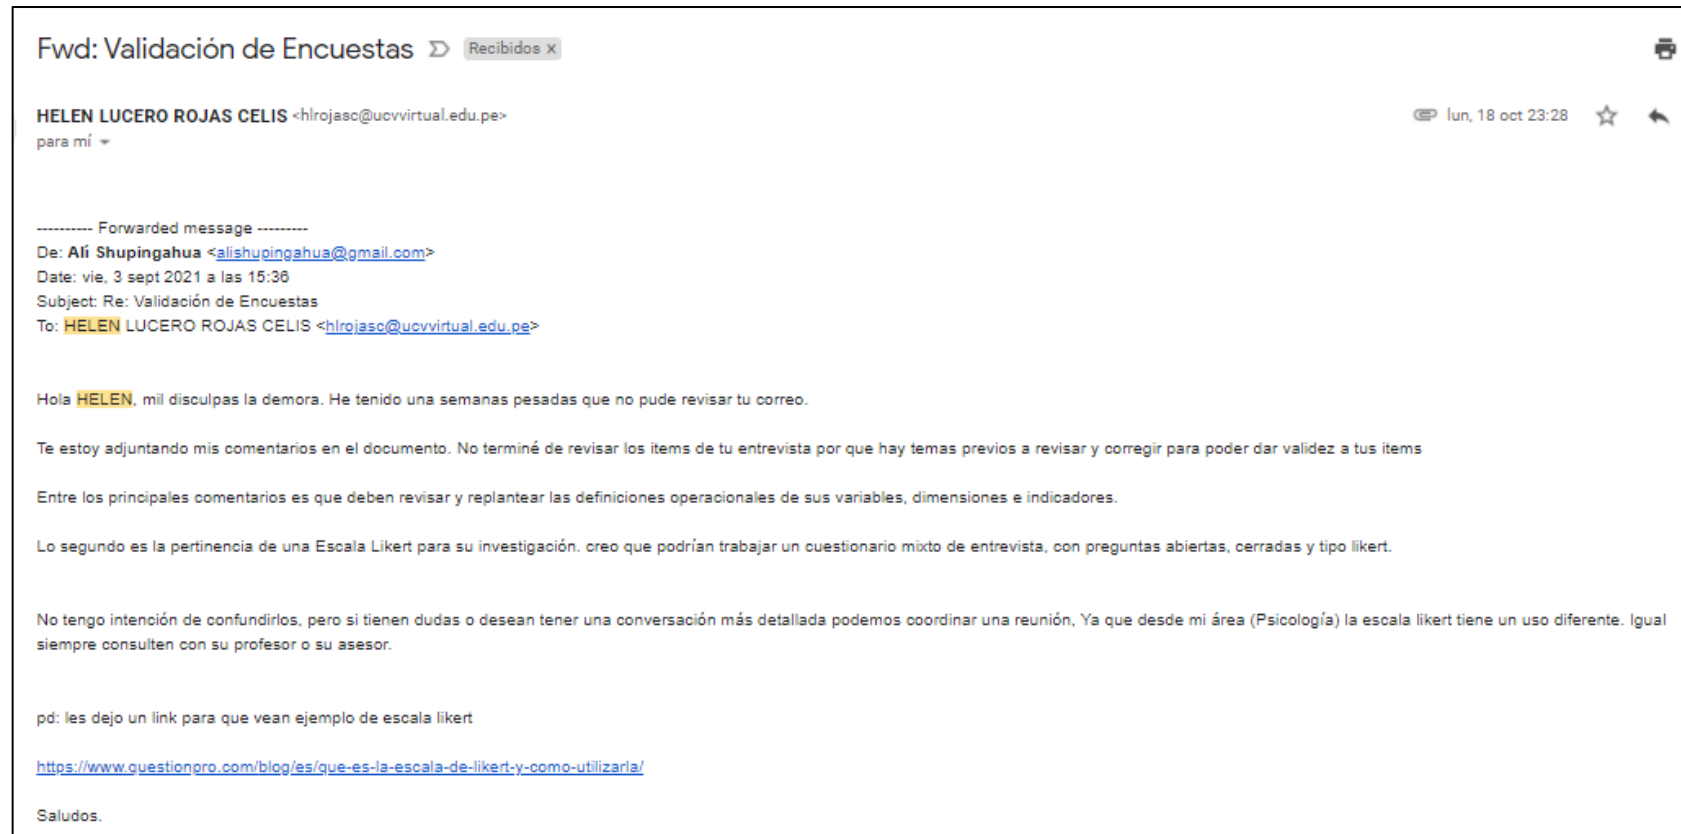 Fwd: Validación de Encuestas Recibidos x
HELEN LUCERO ROJAS CELIS <hlrojasc@ucvvirtual.edu.pe> lun, 18 oct 23:28
para mí
---------- Forwarded message ---------
De: Alí Shupingahua <alishupingahua@gmail.com>
Date: vie, 3 sept 2021 a las 15:36
Subject: Re: Validación de Encuestas
To: HELEN LUCERO ROJAS CELIS <hlrojasc@ucvvirtual.edu.pe>
Hola HELEN, mil disculpas la demora. He tenido una semanas pesadas que no pude revisar tu correo.
Te estoy adjuntando mis comentarios en el documento. No terminé de revisar los items de tu entrevista por que hay temas previos a revisar y corregir para poder dar validez a tus items
Entre los principales comentarios es que deben revisar y replantear las definiciones operacionales de sus variables, dimensiones e indicadores.
Lo segundo es la pertinencia de una Escala Likert para su investigación. creo que podrían trabajar un cuestionario mixto de entrevista, con preguntas abiertas, cerradas y tipo likert.
No tengo intención de confundirlos, pero si tienen dudas o desean tener una conversación más detallada podemos coordinar una reunión, Ya que desde mi área (Psicología) la escala likert tiene un uso diferente. Igual
siempre consulten con su profesor o su asesor.
pd: les dejo un link para que vean ejemplo de escala likert
https://www.questionpro.com/blog/es/que-es-la-escala-de-likert-y-como-utilizarla/
Saludos.